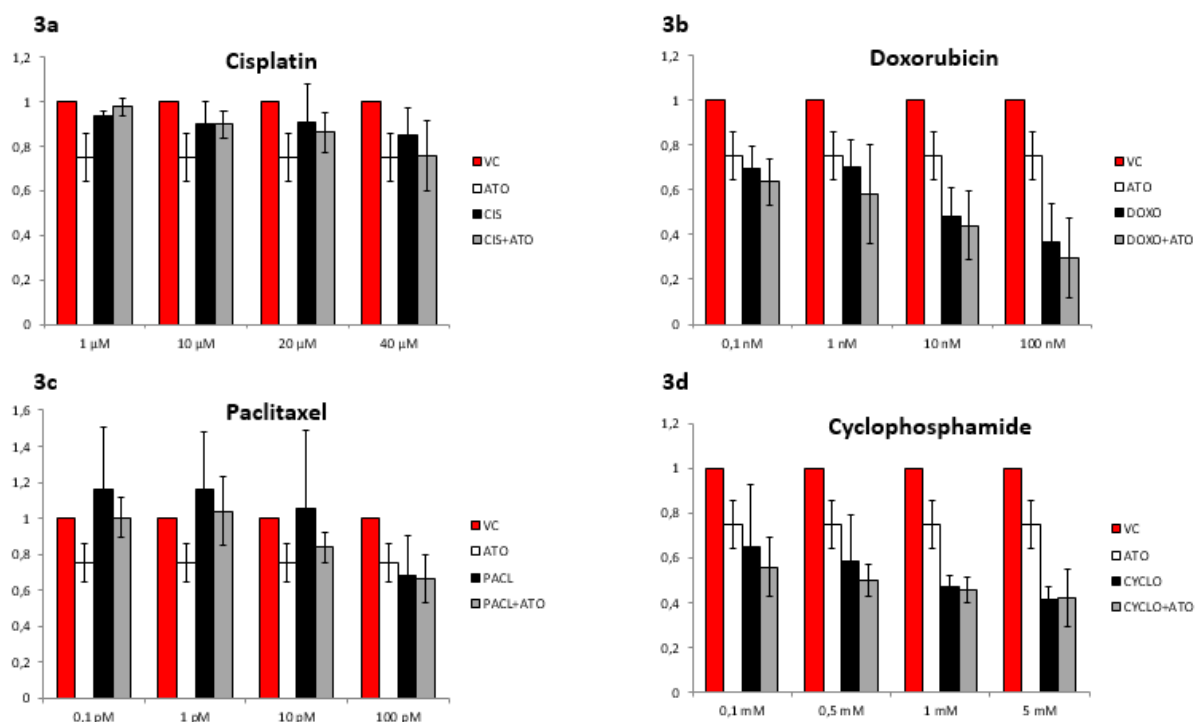 3a
Cisplatin
1,2
1
0,8
0,6
0,4
0,2
0
1 µM
10 µM
20 µM
40 µM
VC
ATO
CIS
CIS+ATO
3b
Doxorubicin
1,2
1
0,8
0,6
0,4
0,2
0
0,1 nM
1 nM
10 nM
100 nM
VC
ATO
DOXO
DOXO+ATO
3c
Paclitaxel
1,6
1,4
1,2
1
0,8
0,6
0,4
0,2
0
0,1 pM
1 pM
10 pM
100 pM
VC
ATO
PACL
PACL+ATO
3d
Cyclophosphamide
1,2
1
0,8
0,6
0,4
0,2
0
0,1 mM
0,5 mM
1 mM
5 mM
VC
ATO
CYCLO
CYCLO+ATO